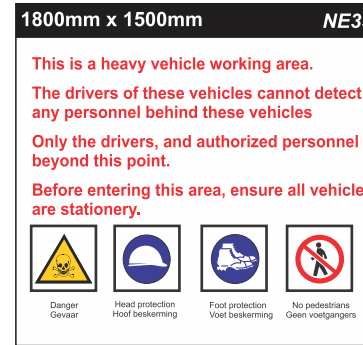 1800mm x 1500mm NE3
This is a heavy vehicle working area.
The drivers of these vehicles cannot detect
any personnel behind these vehicles
Only the drivers, and authorized personnel
beyond this point.
Before entering this area, ensure all vehicle
are stationery.
Danger Head protection Foot protection No pedestrians
Gevaar Hoof beskerming Voet beskerming Geen voetgangers